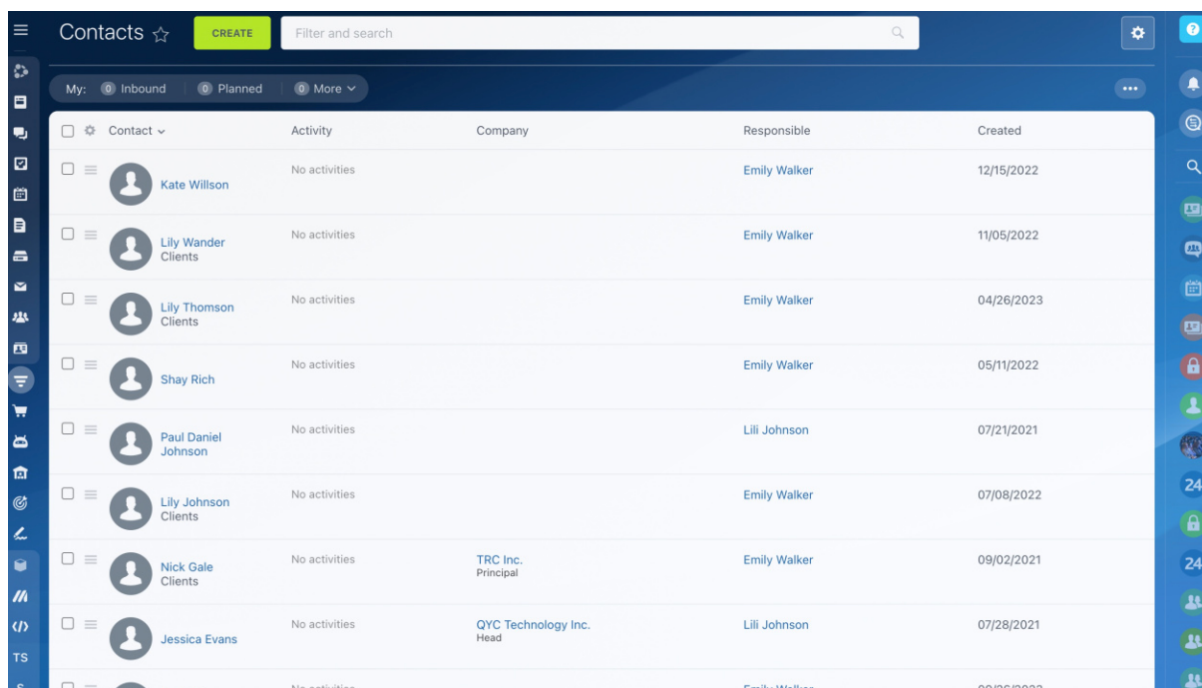 Contacts
CREATE
Filter and search
My: 0 Inbound 0 Planned 0 More
Contact Activity Company Responsible Created
Kate Willson No activities Emily Walker 12/15/2022
Lily Wander No activities Emily Walker 11/05/2022
Clients
Lily Thomson No activities Emily Walker 04/26/2023
Clients
Shay Rich No activities Emily Walker 05/11/2022
Paul Daniel No activities Lili Johnson 07/21/2021
Johnson
Lily Johnson No activities Emily Walker 07/08/2022
Clients
Nick Gale No activities TRC Inc. Emily Walker 09/02/2021
Clients Principal
Jessica Evans No activities QYC Technology Inc. Lili Johnson 07/28/2021
Head
TS
24
24